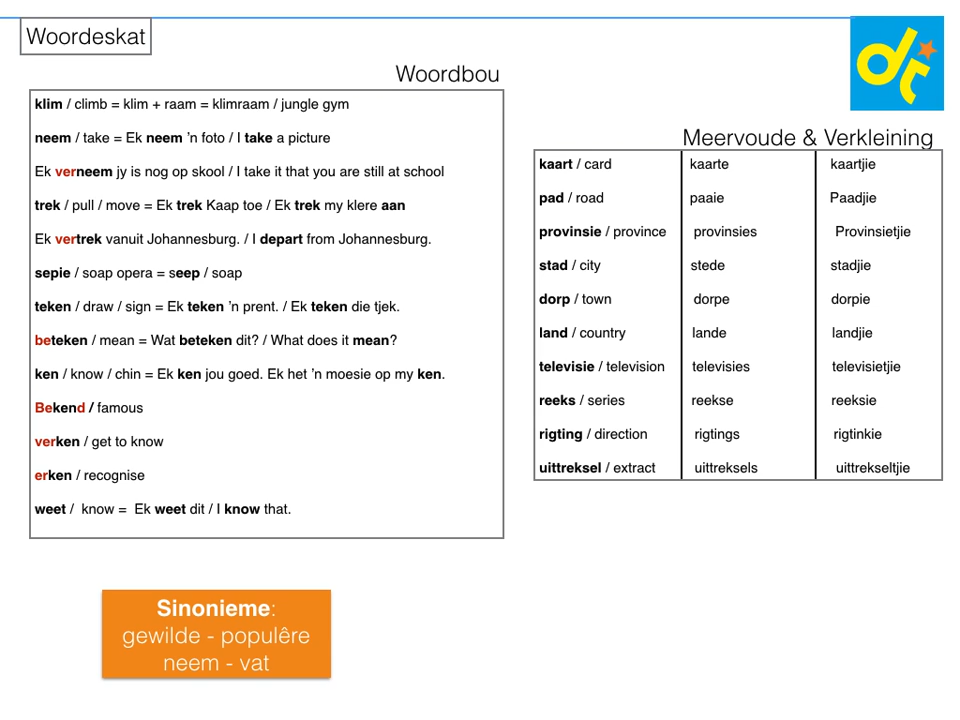 Woordeskat
Woordbou
klim / climb = klim + raam = klimraam / jungle gym
neem / take = Ek neem 'n foto / I take a picture
Ek verneem jy is nog op skool / I take it that you are still at school
trek / pull / move = Ek trek Kaap toe / Ek trek my klere aan
Ek vertrek vanuit Johannesburg. / I depart from Johannesburg.
sepie / soap opera = seep / soap
teken / draw / sign = Ek teken 'n prent. / Ek teken die tjek.
beteken / mean = Wat beteken dit? / What does it mean?
ken / know / chin = Ek ken jou goed. Ek het 'n moesie op my ken.
Bekend / famous
verken / get to know
erken / recognise
weet / know = Ek weet dit / I know that.
Meervoude & Verkleining
kaart / card kaarte kaartjie
pad / road paaie Paadjie
provinsie / province provinsies Provinsietjie
stad / city stede stadjie
dorp / town dorpe dorpie
land / country lande landjie
televisie / television televisies televisietjie
reeks / series reekse reeksie
rigting / direction rigtings rigtinkie
uittreksel / extract uittreksels uittrekseltjie
Sinonieme:
gewilde - populêre
neem - vat